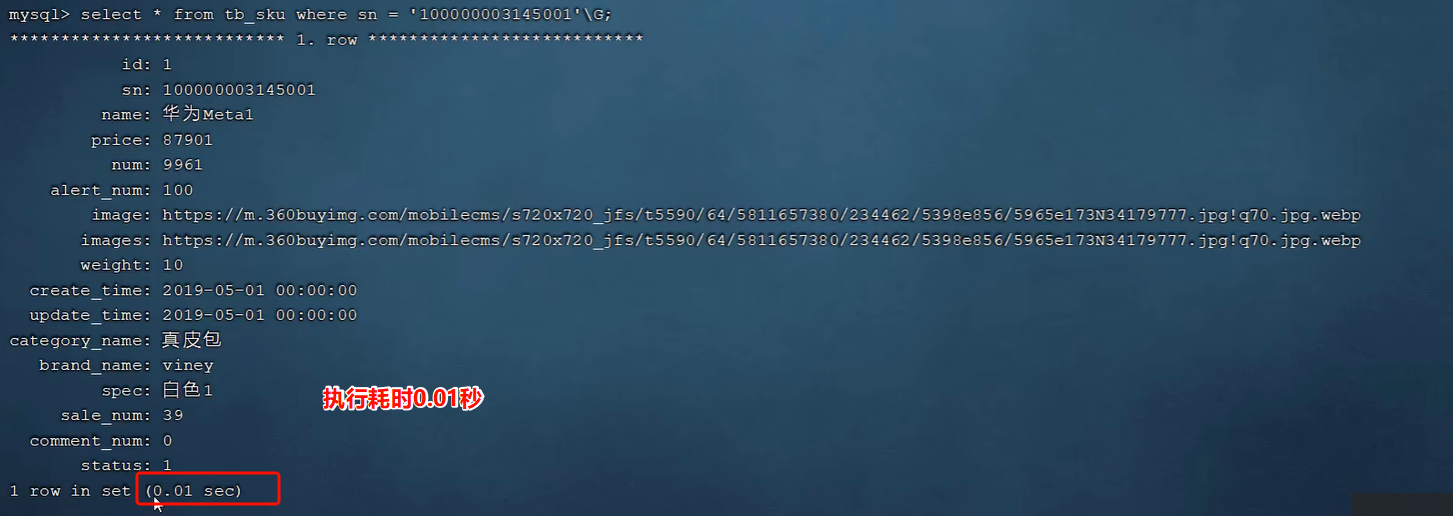 mysql> select * from tb_sku where sn = '100000003145001'\G;
*************************** 1. row ***************************
id: 1
sn: 100000003145001
name: 华为Meta1
price: 87901
num: 9961
alert_num: 100
image: https://m.360buyimg.com/mobilecms/s720x720_jfs/t5590/64/5811657380/234462/5398e856/5965e173N34179777.jpg!q70.jpg.webp
images: https://m.360buyimg.com/mobilecms/s720x720_jfs/t5590/64/5811657380/234462/5398e856/5965e173N34179777.jpg!q70.jpg.webp
weight: 10
create_time: 2019-05-01 00:00:00
update_time: 2019-05-01 00:00:00
category_name: 真皮包
brand_name: viney
spec: 白色1
执行耗时0.01秒
sale_num: 39
comment_num: 0
status: 1
1 row in set (0.01 sec)